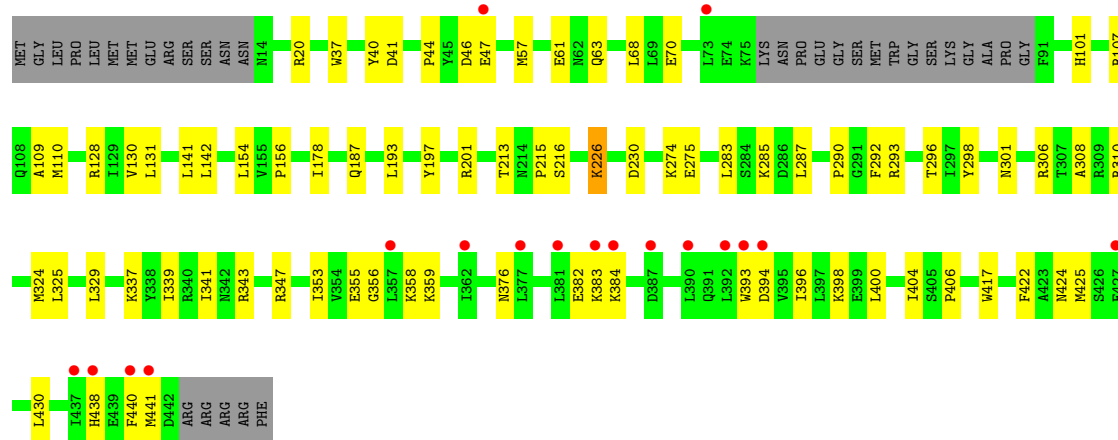 MET GLY LEU PRO LEU MET MET GLU ARG SER SER ASN ASN N14 R20 W37 Y40 D41 P44 Y45 D46 E47 M57 E61 N62 Q63 L68 L69 E70 L73 E74 K75 LYS ASN PRO GLU GLY SER MET TRP GLY SER LYS GLY ALA PRO GLY F91 H101 R107
Q108 A109 M110 R128 I129 V130 L131 L141 L142 L154 V155 P156 I178 Q187 L193 Y197 R201 T213 N214 P215 S216 K226 D230 K274 E275 L283 S284 K285 D286 L287 P290 G291 F292 R293 T296 I297 Y298 N301 R306 T307 A308 R309
M324 L325 L329 K337 Y338 I339 R340 I341 N342 R343 R347 I353 V354 E355 G356 L357 K358 K359 I362 N376 L377 L381 E382 K383 K384 D387 L390 Q391 L392 W393 D394 V395 I396 L397 K398 E399 L400 I404 S405 P406 W417 F422 A423 N424 M425 S426
L430 I437 H438 E439 F440 M441 D442 ARG ARG ARG ARG PHE